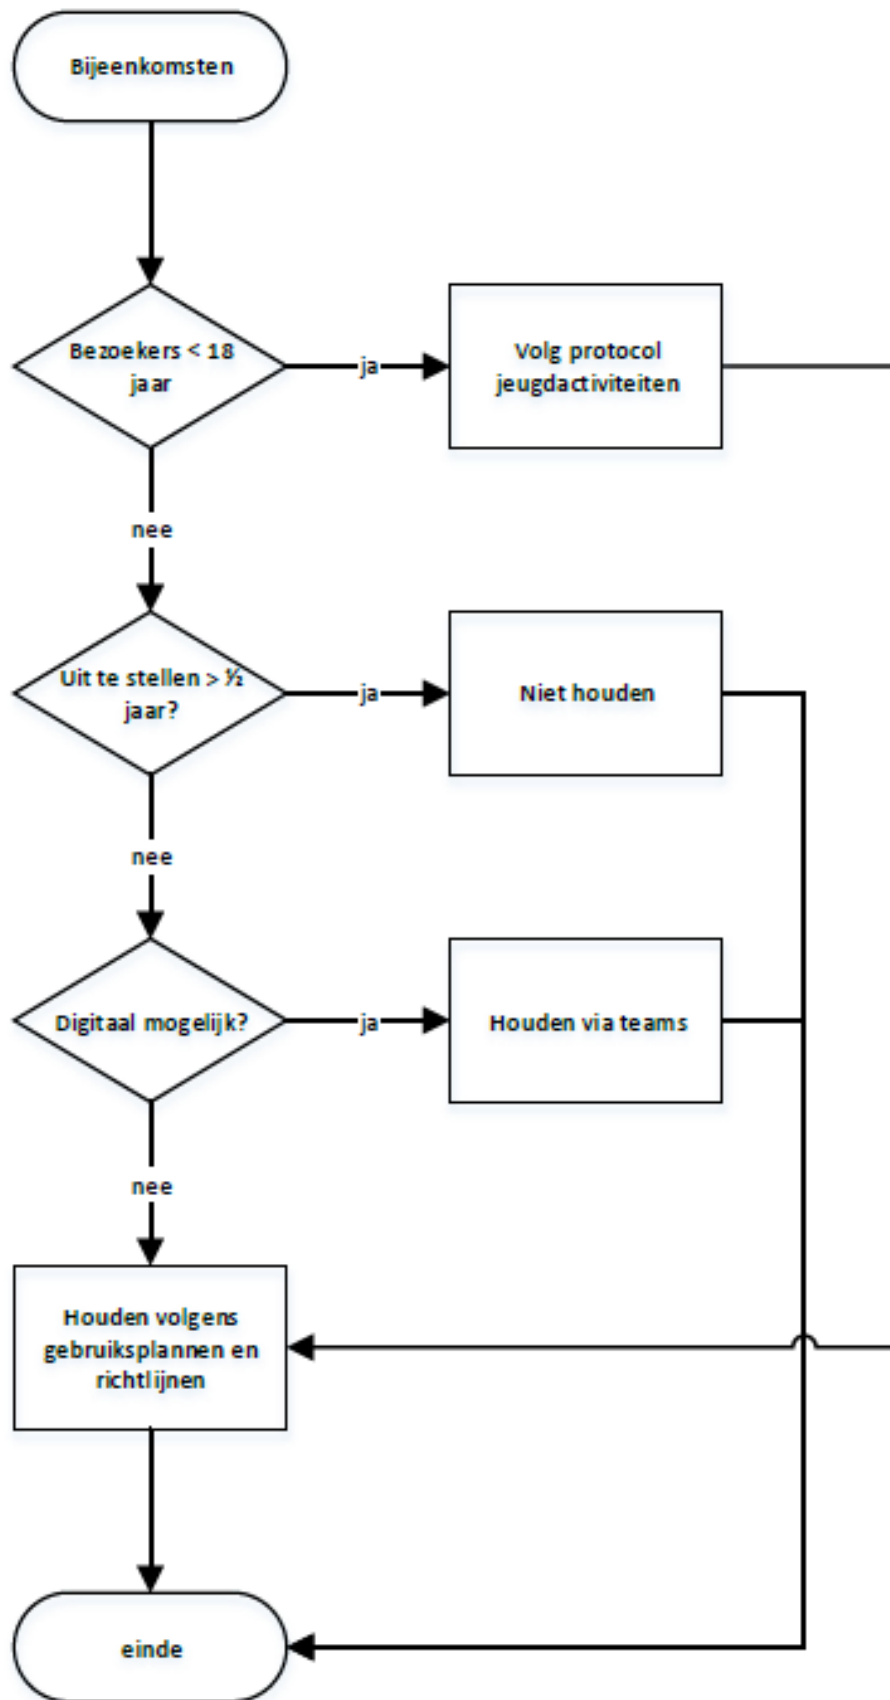 Bijeenkomsten
Bezoekers < 18
jaar
ja
Volg protocol
jeugdactiviteiten
nee
Uit te stellen > ½
jaar?
ja
Niet houden
nee
Digitaal mogelijk?
ja
Houden via teams
nee
Houden volgens
gebruiksplannen en
richtlijnen
einde